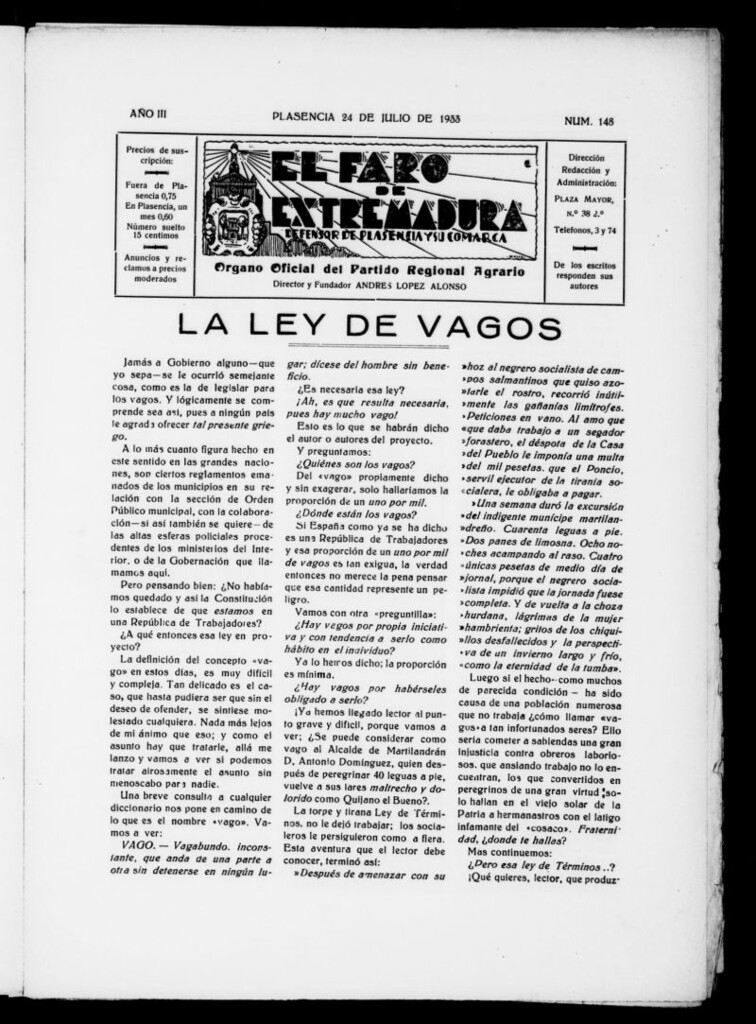 AÑO III
PLASENCIA 24 DE JULIO DE 1933
NUM. 148
Precios de sus-
cripción:
Fuera de Pla-
sencia 0,75
En Plasencia, un
mes 0,60
Número suelto
15 centimos
Anuncios y re-
clamos a precios
moderados
EL FARO
DE
EXTREMADURA
DEFENSOR DE PLASENCIA Y SU COMARCA
Organo Oficial del Partido Regional Agrario
Director y Fundador ANDRES LOPEZ ALONSO
Dirección
Redacción y
Administración:
PLAZA MAYOR,
N.º 38 2.º
Telefonos, 3 y 74
De los escritos
responden sus
autores
LA LEY DE VAGOS
Jamás a Gobierno alguno—que
yo sepa—se le ocurrió semejante
cosa, como es la de legislar para
los vagos. Y lógicamente se com-
prende sea asi, pues a ningún país
le agrada ofrecer tal presente grie-
go.
A lo más cuanto figura hecho en
este sentido en las grandes nacio-
nes, son ciertos reglamentos ema-
nados de los municipios en su re-
lación con la sección de Orden
Público municipal, con la colabora-
ción—si así también se quiere—de
las altas esferas policiales proce-
dentes de los ministerios del Inte-
rior, o de la Gobernación que lla-
mamos aquí.
Pero pensando bien: ¿No había-
mos quedado y asi la Constitución
lo establece de que estamos en
una República de Trabajadores?
¿A qué entonces esa ley en pro-
yecto?
La definición del concepto «va-
go» en estos días, es muy difícil
y compleja. Tan delicado es el ca-
so, que hasta pudiera ser que sin el
deseo de ofender, se sintiese mo-
lestado cualquiera. Nada más lejos
de mi ánimo que eso; y como el
asunto hay que tratarle, allá me
lanzo y vamos a ver si podemos
tratar airosamente el asunto sin
menoscabo para nadie.
Una breve consulta a cualquier
diccionario nos pone en camino de
lo que es el nombre «vago». Va-
mos a ver:
VAGO.—Vagabundo, incons-
tante, que anda de una parte a
otra sin detenerse en ningún lu-
gar; dícese del hombre sin bene-
ficio.
¿Es necesaria esa ley?
¡Ah, es que resulta necesaria,
pues hay mucho vago!
Esto es lo que se habrán dicho
el autor o autores del proyecto.
Y preguntamos:
¿Quiénes son los vagos?
Del «vago» propiamente dicho
y sin exagerar, solo hallaríamos la
proporción de un uno por mil.
¿Dónde están los vagos?
Si España como ya se ha dicho
es una República de Trabajadores
y esa proporción de un uno por mil
de vagos es tan exigua, la verdad
entonces no merece la pena pensar
que esa cantidad represente un pe-
ligro.
Vamos con otra «preguntilla»:
¿Hay vegos por propia iniciati-
va y con tendencia a serlo como
hábito en el individuo?
Ya lo hemos dicho; la proporción
es mínima.
¿Hay vagos por habérseles
obligado a serlo?
¡Ya hemos llegado lector al pun-
to grave y difícil, porque vamos a
ver; ¿Se puede considerar como
vago al Alcalde de Martilandrán
D. Antonio Domínguez, quien des-
pués de peregrinar 40 leguas a pie,
vuelve a sus lares maltrecho y do-
lorido como Quijano el Bueno?.
La torpe y tirana Ley de Térmi-
nos, no le dejó trabajar; los socia-
leros le persiguieron como a fiera.
Esta aventura que el lector debe
conocer, terminó así:
»Después de amenazar con su
»hoz al negrero socialista de cam-
»pos salmantinos que quiso azo-
»tarle el rostro, recorrió inútil-
»mente las gañanías limítrofes.
»Peticiones en vano. Al amo que
»que daba trabajo a un segador
»forastero, el déspota de la Casa
»del Pueblo le imponía una multa
»del mil pesetas, que el Poncio,
»servil ejecutor de la tiranía so-
»cialera, le obligaba a pagar.
»Una semana duró la excursión
»del indigente munícipe martilan-
»dreño. Cuarenta leguas a pie.
»Dos panes de limosna. Ocho no-
»ches acampando al raso. Cuatro
»únicas pesetas de medio día de
»jornal, porque el negrero socia-
»lista impidió que la jornada fuese
»completa. Y de vuelta a la choza
»hurdana, lágrimas de la mujer
»hambrienta; gritos de los chiqui-
»llos desfallecidos y la perspecti-
»va de un invierno largo y frío,
»como la eternidad de la tumba».
Luego si el hecho—como muchos
de parecida condición—ha sido
causa de una población numerosa
que no trabaja ¿cómo llamar «va-
gos» a tan infortunados seres? Ello
seria cometer a sabiendas una gran
injusticia contra obreros laborio-
sos, que ansiando trabajo no lo en-
cuentran, los que convertidos en
peregrinos de una gran virtud so-
lo hallan en el viejo solar de la
Patria a hermanastros con el latigo
infamante del «cosaco». Fraterni-
dad, ¿donde te hallas?
Mas continuemos:
¿Pero esa ley de Términos..?
¡Qué quieres, lector, que produz-